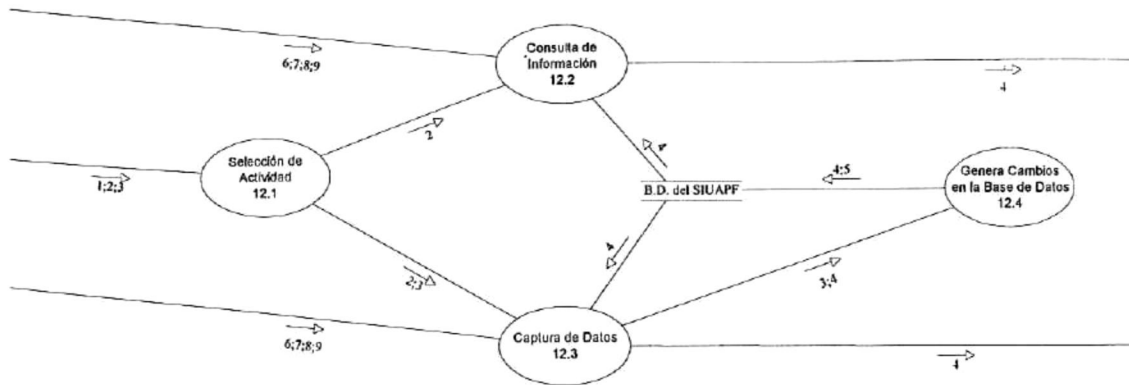 6;7;8;9
Consulta de
Información
12.2
4
2
1;2;3
Selección de
Actividad
12.1
4
B.D. del SIUAPF
4;5
Genera Cambios
en la Base de Datos
12.4
4
2;3
3;4
6;7;8;9
Captura de Datos
12.3
4